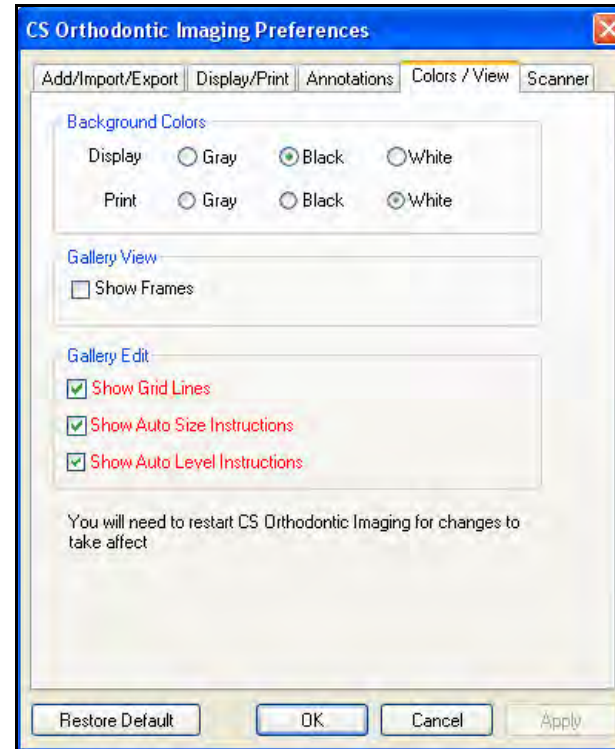 CS Orthodontic Imaging Preferences
Add/Import/Export Display/Print Annotations Colors / View Scanner
Background Colors
Display Gray Black White
Print Gray Black White
Gallery View
Show Frames
Gallery Edit
Show Grid Lines
Show Auto Size Instructions
Show Auto Level Instructions
You will need to restart CS Orthodontic Imaging for changes to
take affect
Restore Default OK Cancel Apply